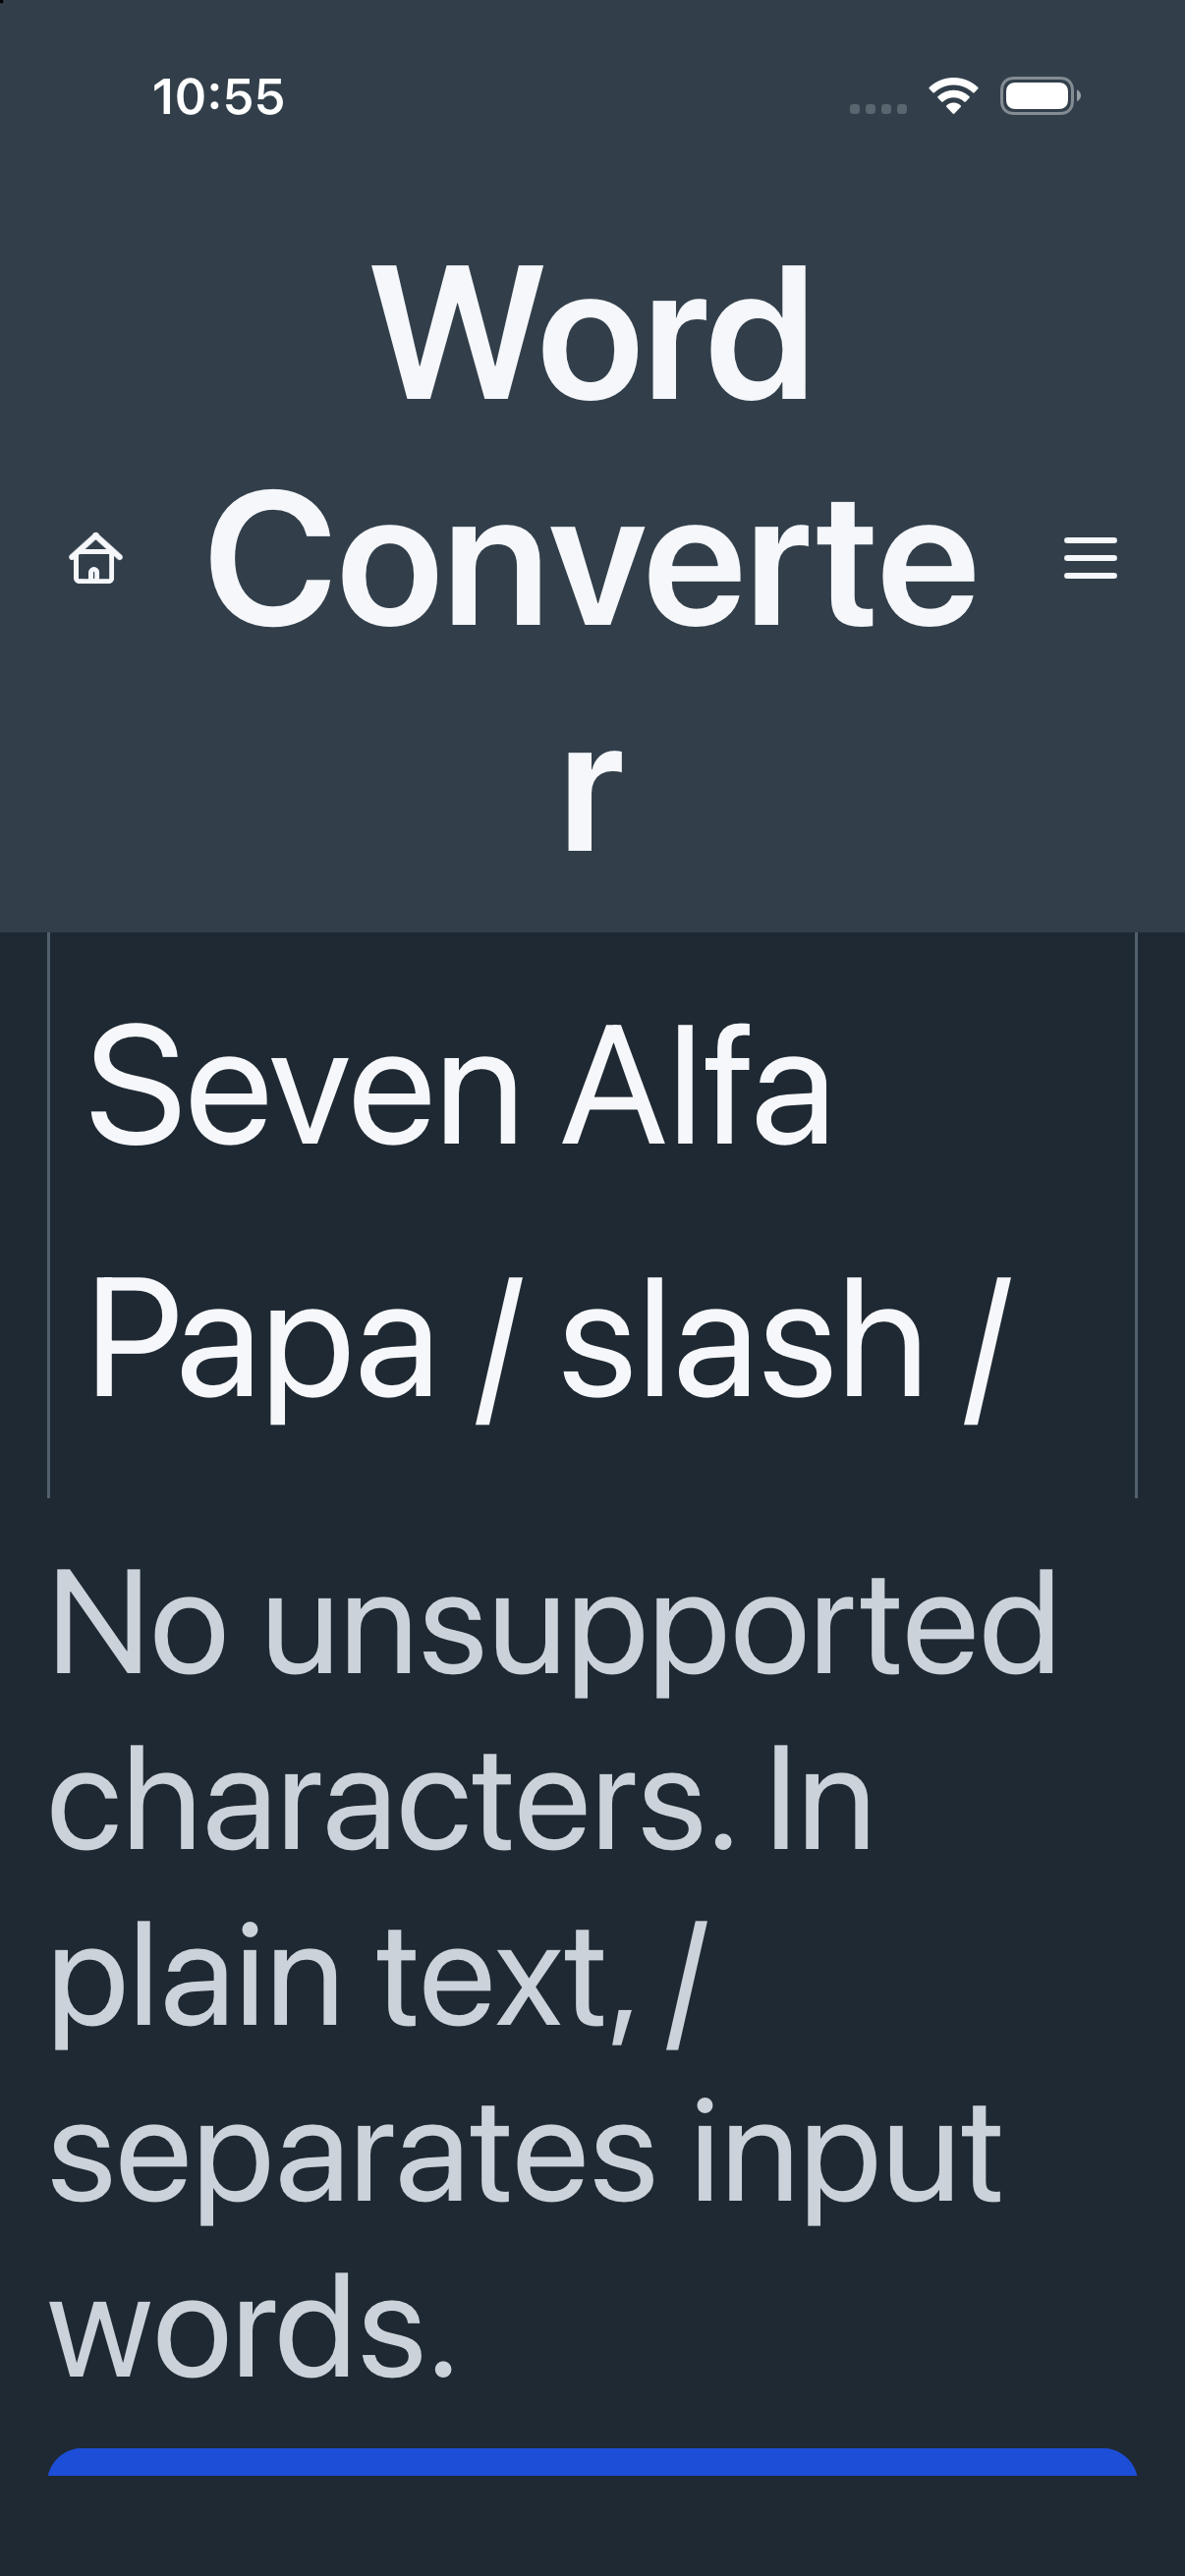 10:55
Word
Converte
r
Seven Alfa
Papa / slash /
No unsupported
characters. In
plain text, /
separates input
words.